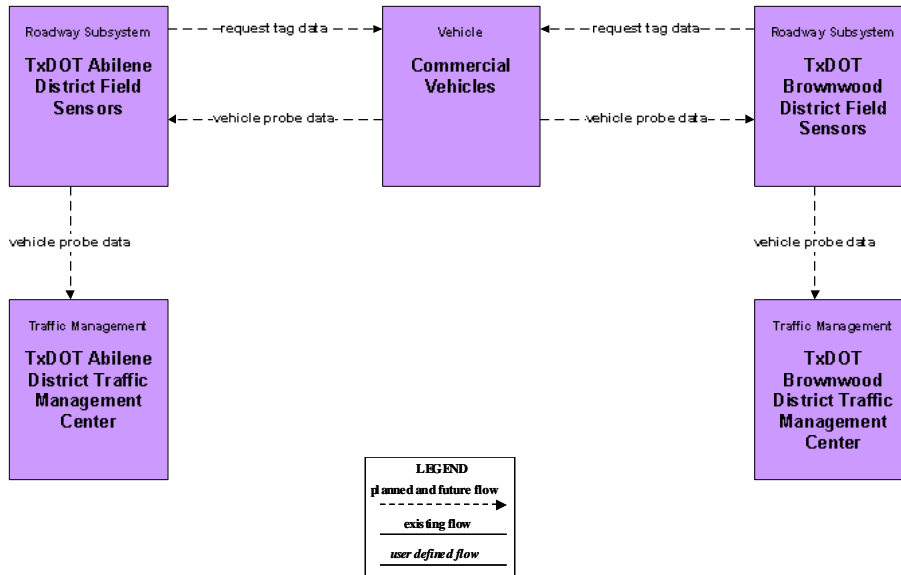 Roadway Subsystem
TxDOT Abilene
District Field
Sensors
request tag data
Vehicle
Commercial
Vehicles
request tag data
Roadway Subsystem
TxDOT
Brownwood
District Field
Sensors
vehicle probe data
vehicle probe data
vehicle probe data
vehicle probe data
Traffic Management
TxDOT Abilene
District Traffic
Management
Center
Traffic Management
TxDOT
Brownwood
District Traffic
Management
Center
LEGEND
planned and future flow
existing flow
user defined flow